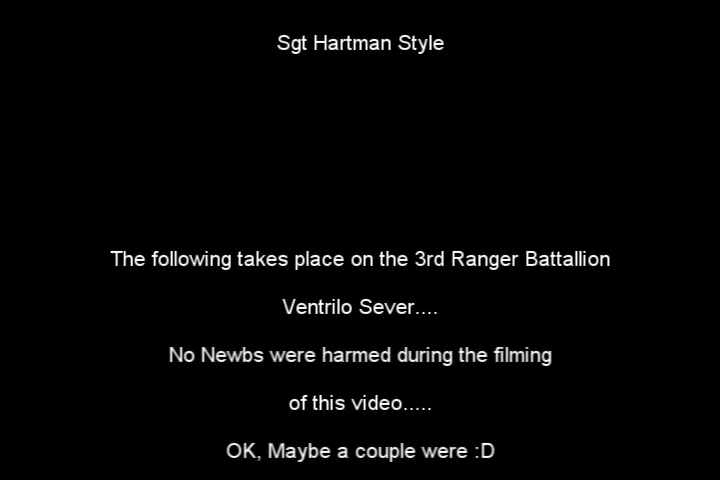 Sgt Hartman Style
The following takes place on the 3rd Ranger Battallion
Ventrilo Sever....
No Newbs were harmed during the filming
of this video.....
OK, Maybe a couple were :D